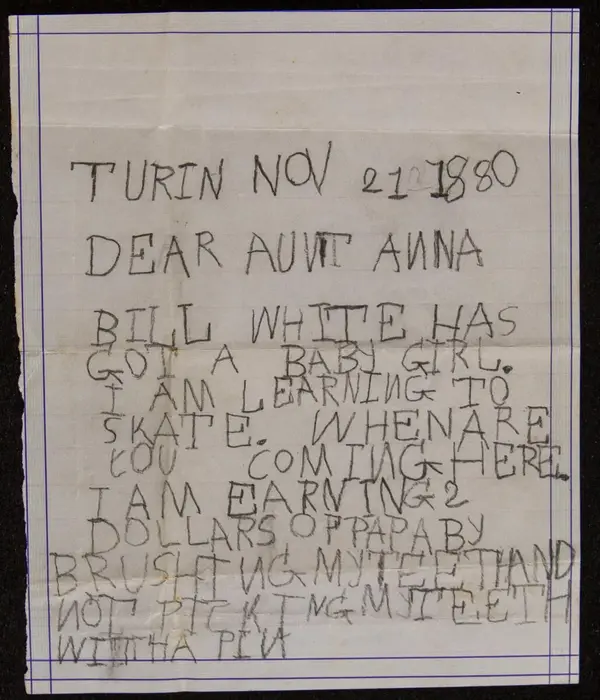 TURIN NOV 21 1880
DEAR AUNT ANNA
BILL WHITE HAS
GOT A BABY GIRL.
I AM LEARNING TO
SKATE. WHEN ARE
YOU COMING HERE.
I AM EARNING 2
DOLLARS OF PAPA BY
BRUSHING MY TEETH AND
NOT PICKING MY TEETH
WITTH A PIN